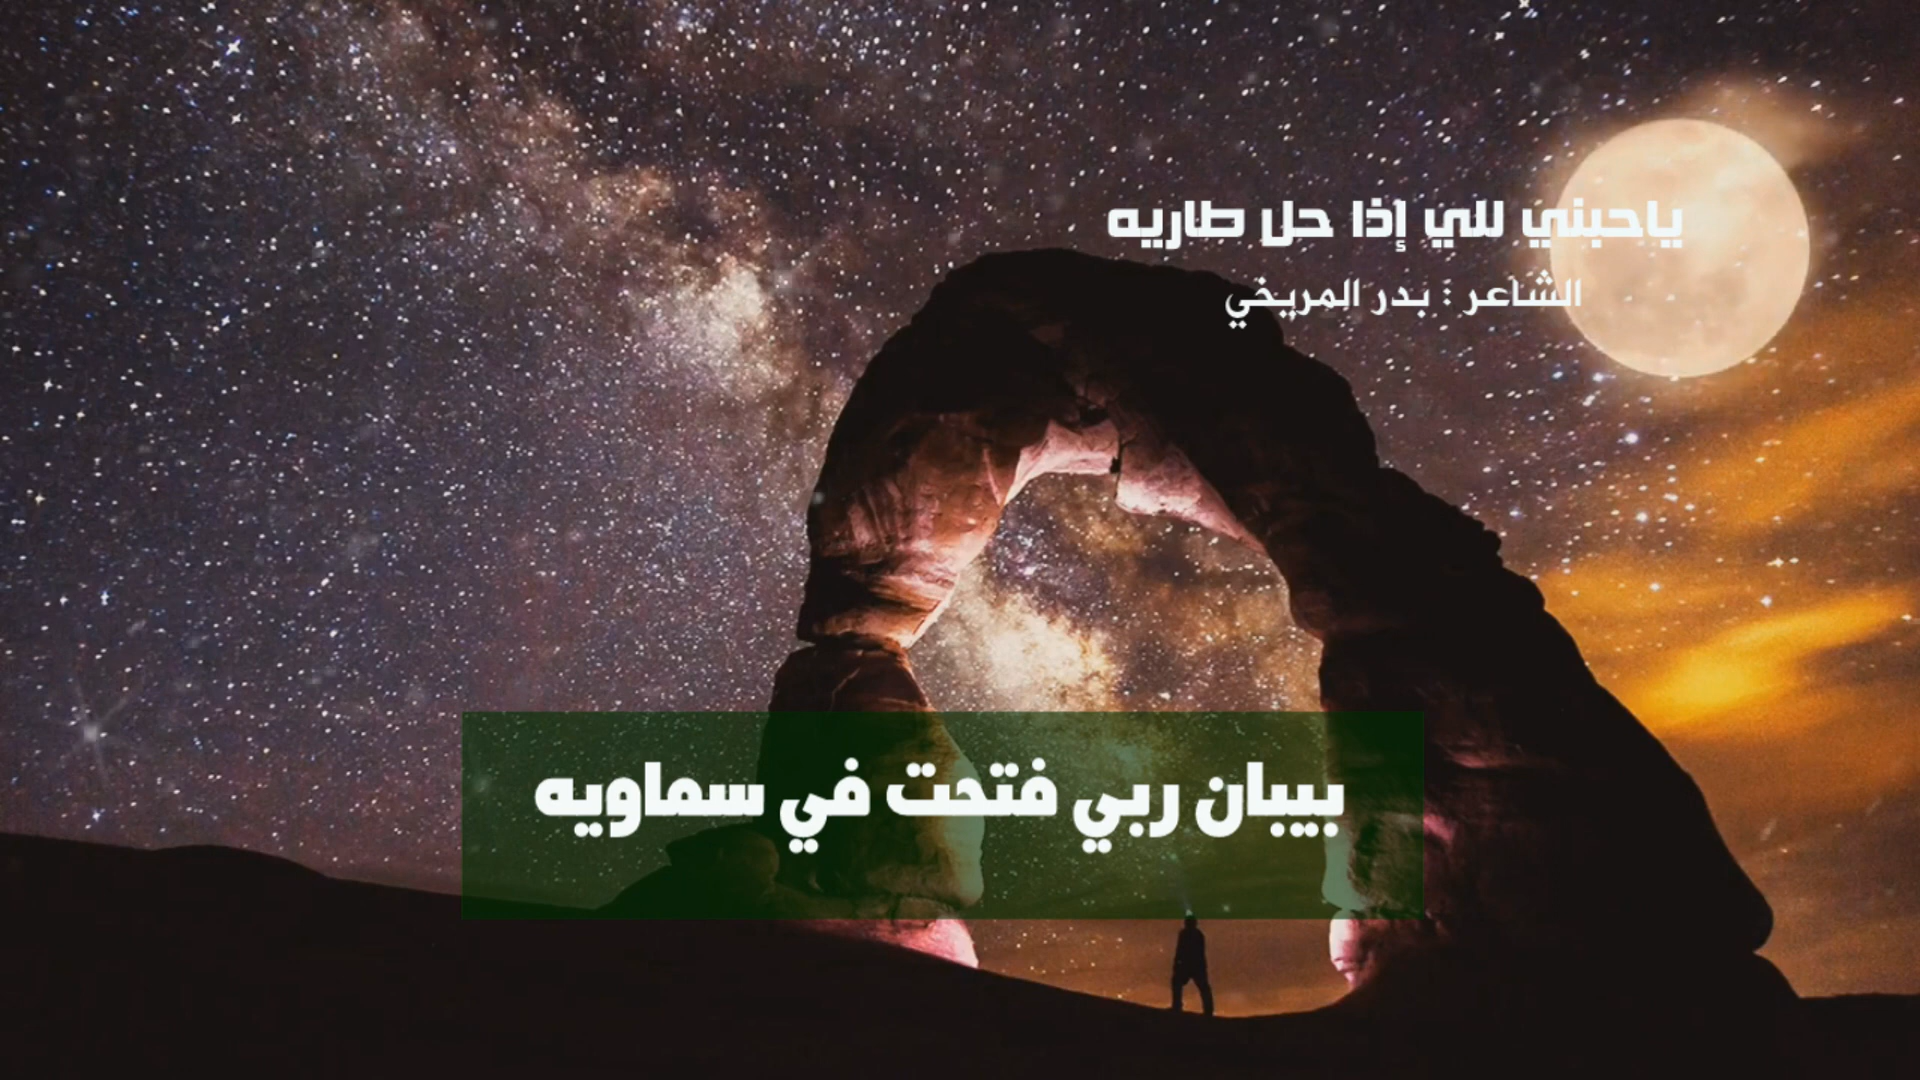 ياحبني للي إذا حل طاريه
الشاعر : بدر المريخي
بيبان ربي فتحت في سماويه